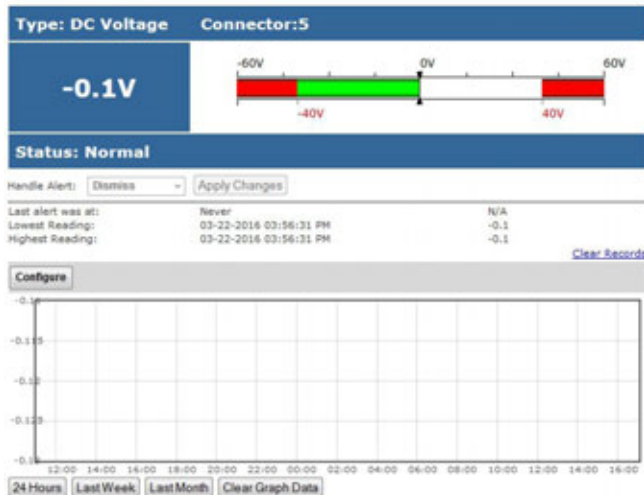 Type: DC Voltage Connector:5
-0.1V
-60V 0V 60V
-40V 40V
Status: Normal
Handle Alert: Dismiss Apply Changes
Last alert was at: Never N/A
Lowest Reading: 03-22-2016 03:56:31 PM -0.1
Highest Reading: 03-22-2016 03:56:31 PM -0.1
Clear Records
Configure
-0.115
-0.12
-0.125
12:00 14:00 16:00 18:00 20:00 22:00 00:00 02:00 04:00 06:00 08:00 10:00 12:00 14:00 16:00
24 Hours Last Week Last Month Clear Graph Data